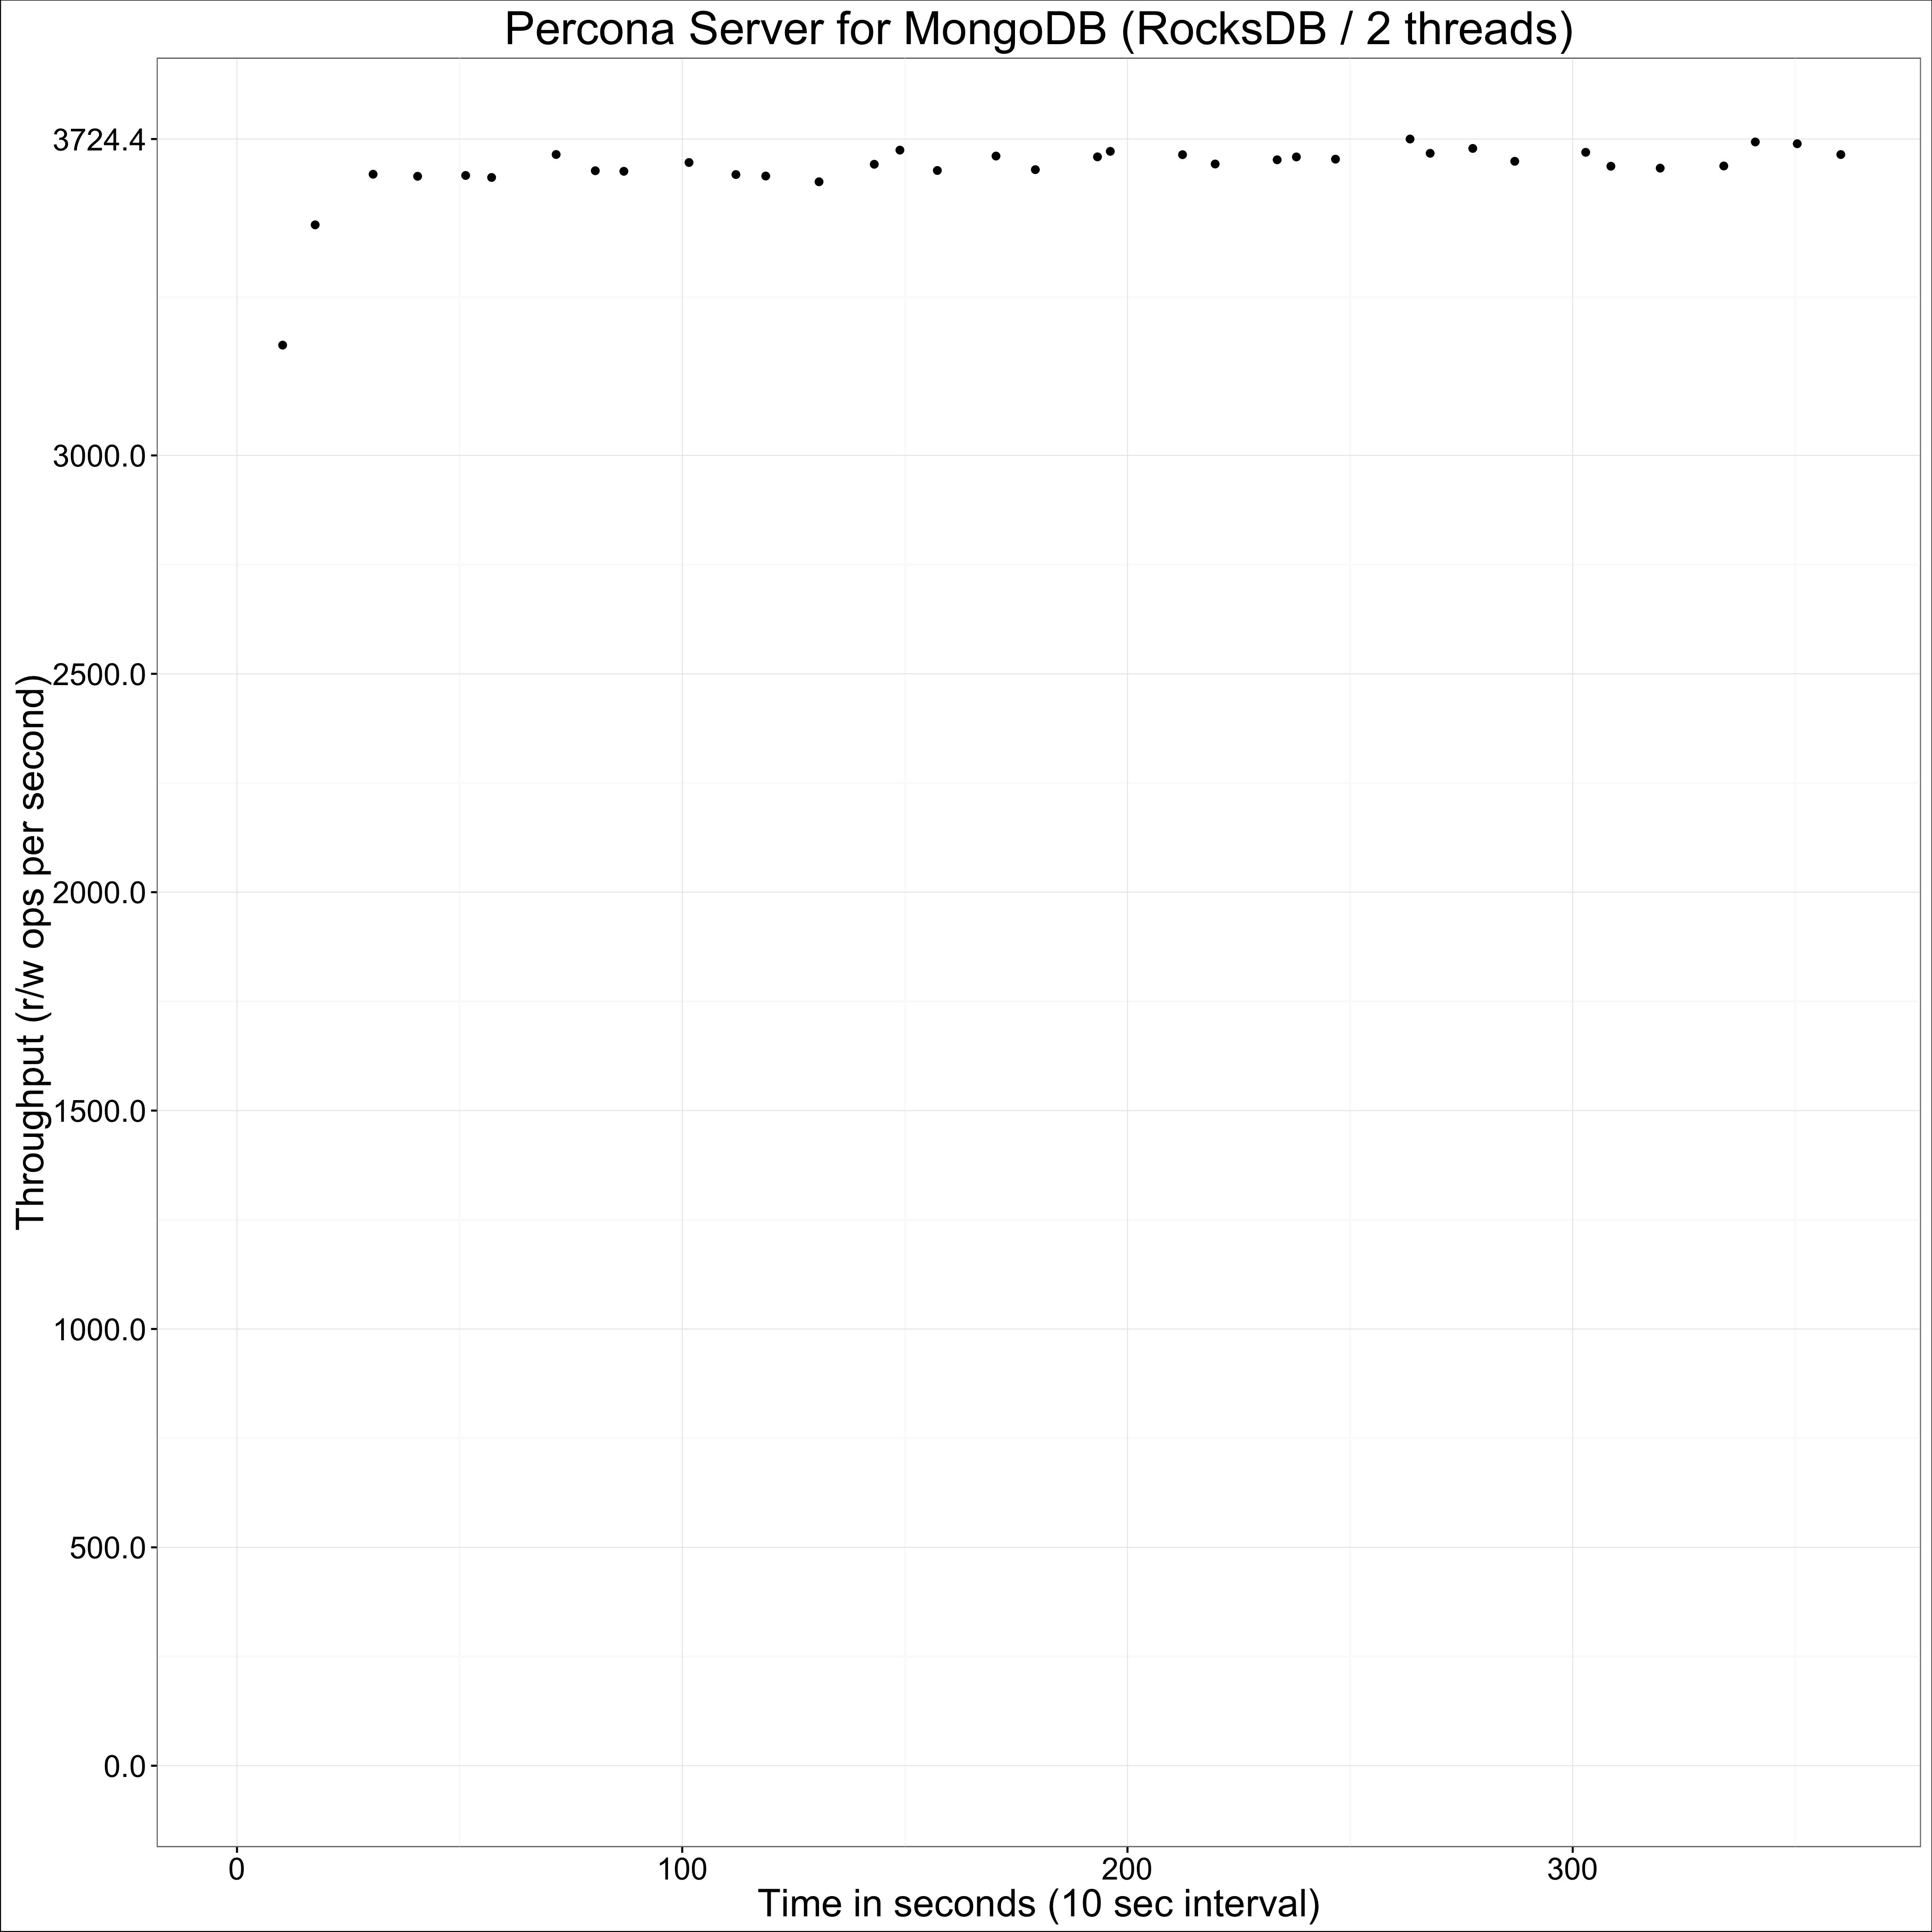 Percona Server for MongoDB (RocksDB / 2 threads)
Throughput (r/w ops per second)
3724.4
3000.0
2500.0
2000.0
1500.0
1000.0
500.0
0.0
0 100 200 300
Time in seconds (10 sec interval)